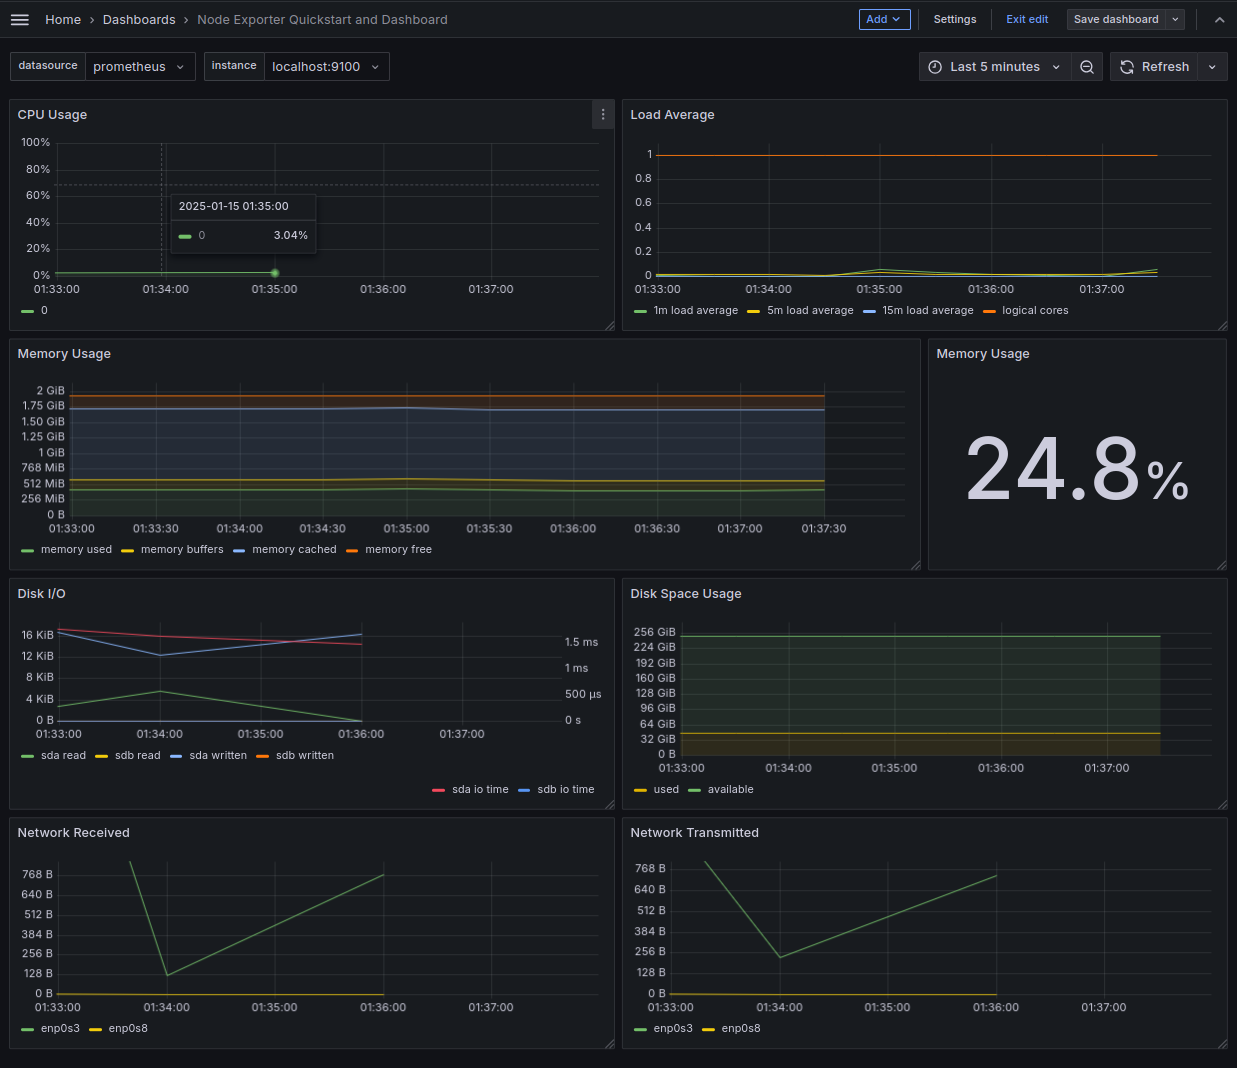 Home › Dashboards › Node Exporter Quickstart and Dashboard Add Settings Exit edit Save dashboard
datasource prometheus instance localhost:9100 Last 5 minutes Refresh
CPU Usage
100%
80%
60%
40%
20%
0%
01:33:00 01:34:00 01:35:00 01:36:00 01:37:00
2025-01-15 01:35:00
0 3.04%
0
Load Average
1
0.8
0.6
0.4
0.2
0
01:33:00 01:34:00 01:35:00 01:36:00 01:37:00
1m load average 5m load average 15m load average logical cores
Memory Usage
2 GiB
1.75 GiB
1.50 GiB
1.25 GiB
1 GiB
768 MiB
512 MiB
256 MiB
0 B
01:33:00 01:33:30 01:34:00 01:34:30 01:35:00 01:35:30 01:36:00 01:36:30 01:37:00 01:37:30
memory used memory buffers memory cached memory free
Memory Usage
24.8%
Disk I/O
16 KiB
12 KiB
8 KiB
4 KiB
0 B
1.5 ms
1 ms
500 µs
0 s
01:33:00 01:34:00 01:35:00 01:36:00 01:37:00
sda read sdb read sda written sdb written
sda io time sdb io time
Disk Space Usage
256 GiB
224 GiB
192 GiB
160 GiB
128 GiB
96 GiB
64 GiB
32 GiB
0 B
01:33:00 01:34:00 01:35:00 01:36:00 01:37:00
used available
Network Received
768 B
640 B
512 B
384 B
256 B
128 B
0 B
01:33:00 01:34:00 01:35:00 01:36:00 01:37:00
enp0s3 enp0s8
Network Transmitted
768 B
640 B
512 B
384 B
256 B
128 B
0 B
01:33:00 01:34:00 01:35:00 01:36:00 01:37:00
enp0s3 enp0s8